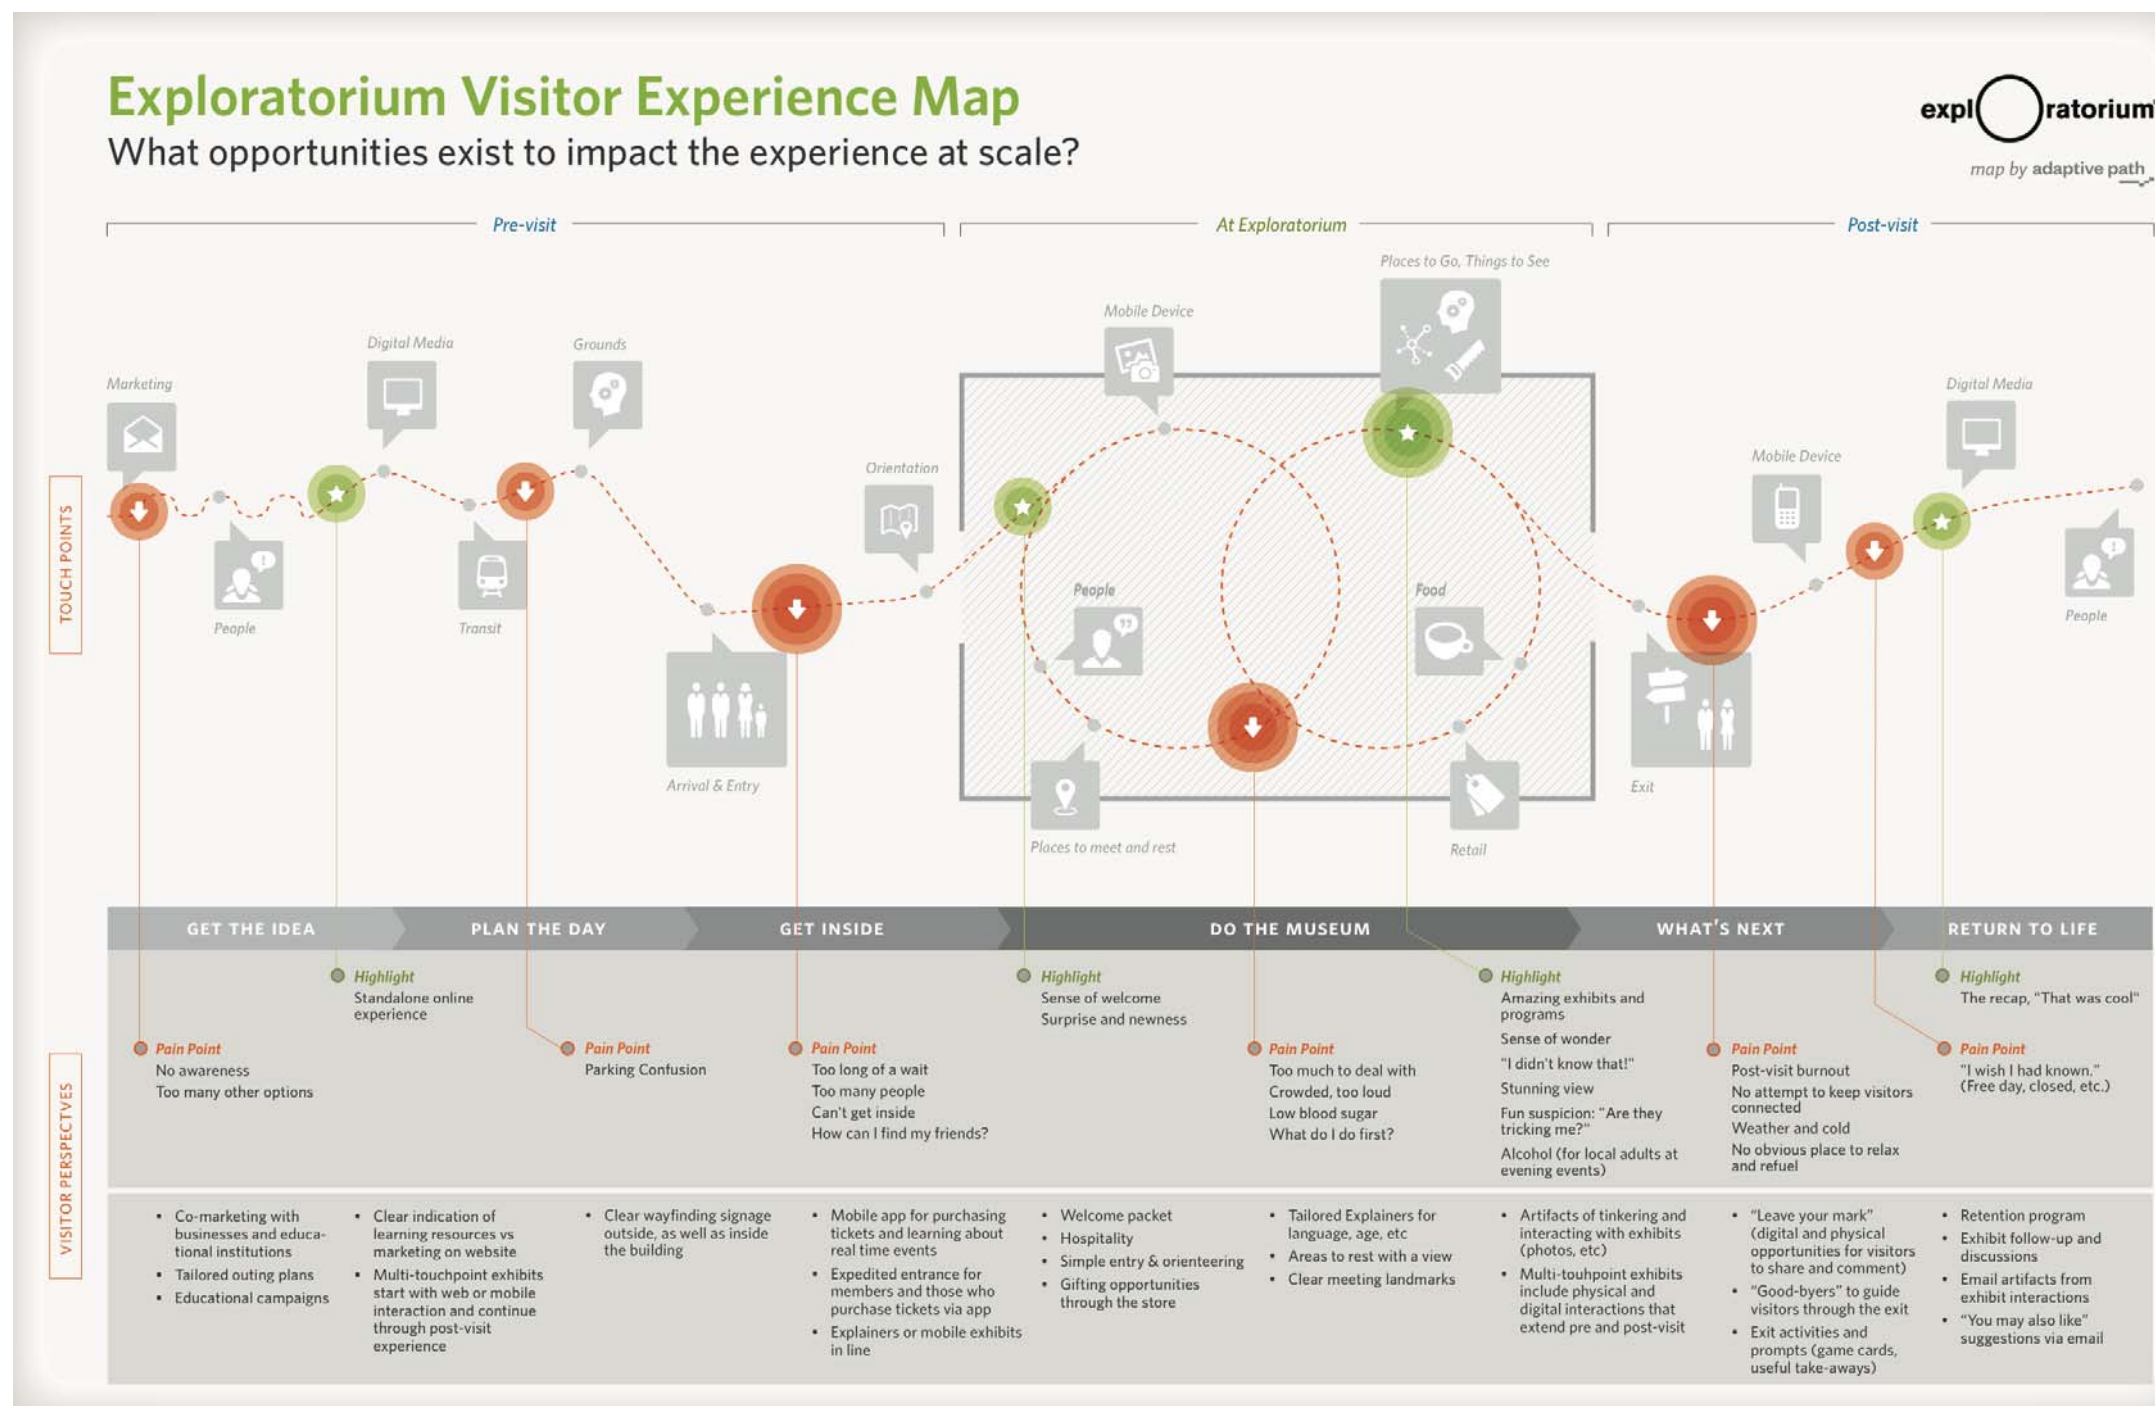 Exploratorium Visitor Experience Map
What opportunities exist to impact the experience at scale?
expl ratorium
map by adaptive path
Pre-visit
At Exploratorium
Post-visit
TOUCH POINTS
Marketing
People
Digital Media
Transit
Grounds
Arrival & Entry
Orientation
Mobile Device
Places to Go, Things to See
People
Food
Places to meet and rest
Retail
Exit
Mobile Device
Digital Media
People
GET THE IDEA
PLAN THE DAY
GET INSIDE
DO THE MUSEUM
WHAT'S NEXT
RETURN TO LIFE
VISITOR PERSPECTVES
Pain Point
No awareness
Too many other options
Highlight
Standalone online
experience
Pain Point
Parking Confusion
Pain Point
Too long of a wait
Too many people
Can't get inside
How can I find my friends?
Highlight
Sense of welcome
Surprise and newness
Pain Point
Too much to deal with
Crowded, too loud
Low blood sugar
What do I do first?
Highlight
Amazing exhibits and
programs
Sense of wonder
"I didn't know that!"
Stunning view
Fun suspicion: "Are they
tricking me?"
Alcohol (for local adults at
evening events)
Pain Point
Post-visit burnout
No attempt to keep visitors
connected
Weather and cold
No obvious place to relax
and refuel
Highlight
The recap, "That was cool"
Pain Point
"I wish I had known."
(Free day, closed, etc.)
• Co-marketing with
businesses and educa-
tional institutions
• Tailored outing plans
• Educational campaigns
• Clear indication of
learning resources vs
marketing on website
• Multi-touchpoint exhibits
start with web or mobile
interaction and continue
through post-visit
experience
• Clear wayfinding signage
outside, as well as inside
the building
• Mobile app for purchasing
tickets and learning about
real time events
• Expedited entrance for
members and those who
purchase tickets via app
• Explainers or mobile exhibits
in line
• Welcome packet
• Hospitality
• Simple entry & orienteering
• Gifting opportunities
through the store
• Tailored Explainers for
language, age, etc
• Areas to rest with a view
• Clear meeting landmarks
• Artifacts of tinkering and
interacting with exhibits
(photos, etc)
• Multi-touhpoint exhibits
include physical and
digital interactions that
extend pre and post-visit
• "Leave your mark"
(digital and physical
opportunities for visitors
to share and comment)
• "Good-byers" to guide
visitors through the exit
• Exit activities and
prompts (game cards,
useful take-aways)
• Retention program
• Exhibit follow-up and
discussions
• Email artifacts from
exhibit interactions
• "You may also like"
suggestions via email